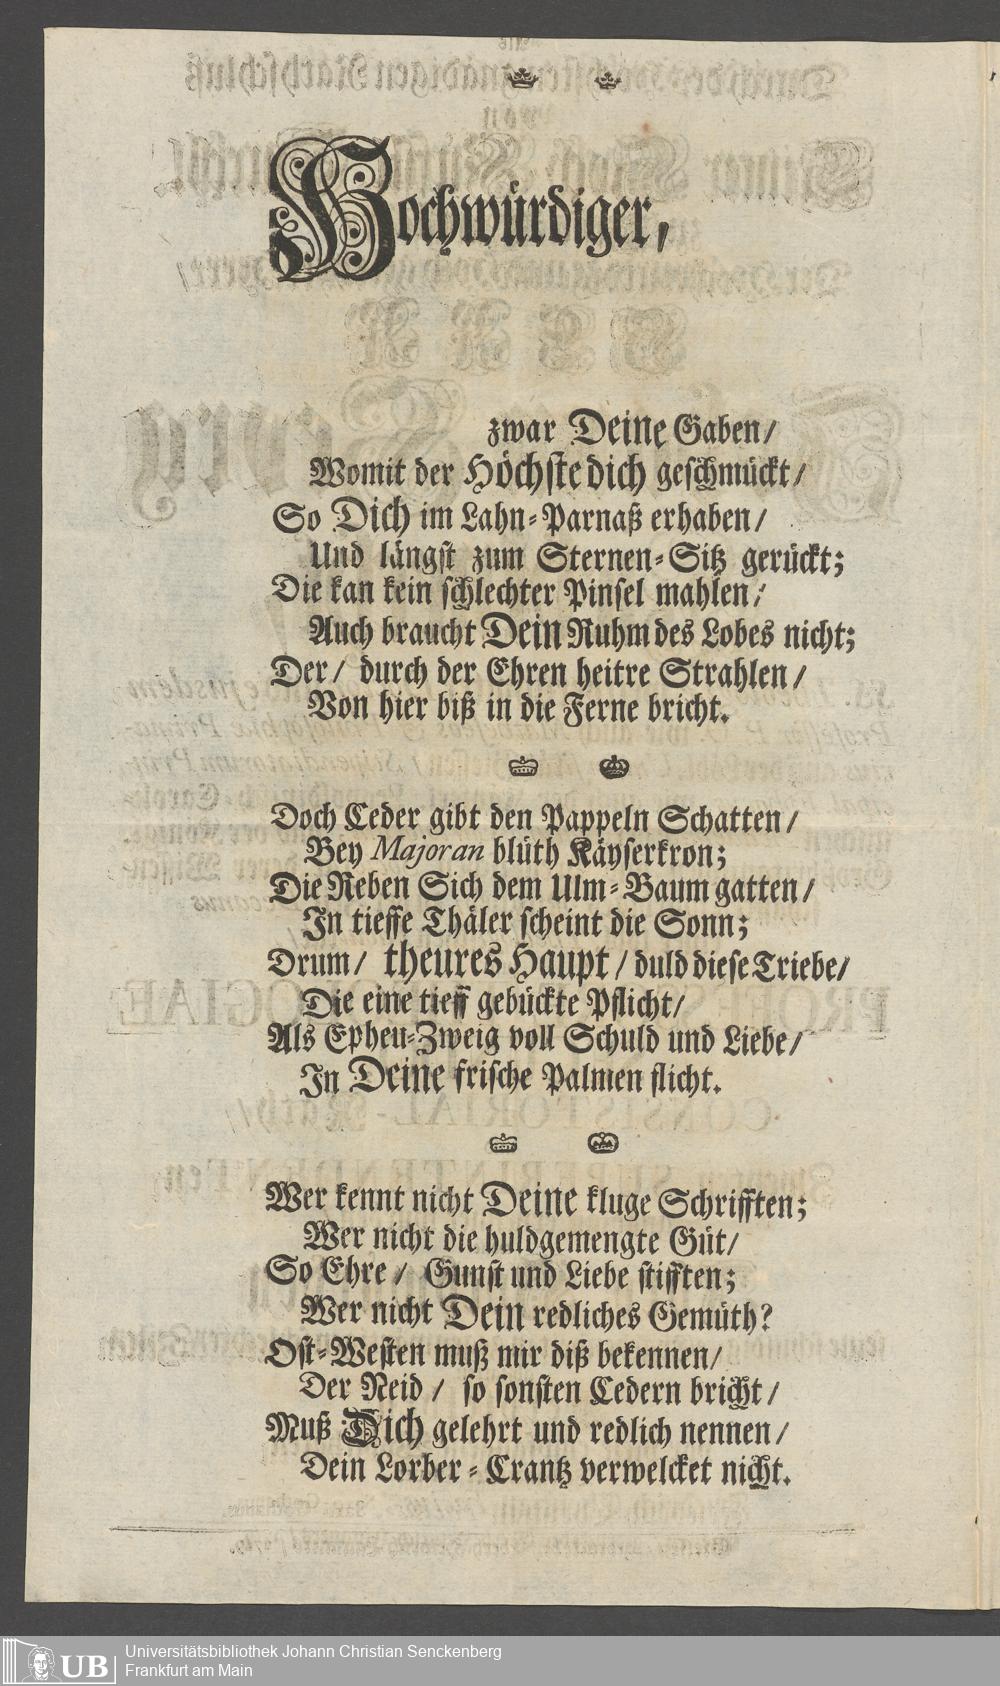 Hochwürdiger,
zwar Deine Gaben/
Womit der Höchste dich geschmückt/
So Dich im Lahn-Parnaß erhaben/
Und längst zum Sternen-Sitz gerückt;
Die kan kein schlechter Pinsel mahlen/
Auch braucht Dein Ruhm des Lobes nicht;
Der/ durch der Ehren heitre Strahlen/
Von hier biß in die Ferne bricht.
Doch Ceder gibt den Pappeln Schatten/
Bey Majoran blüth Käyserkron;
Die Reben Sich dem Ulm-Baum gatten/
In tieffe Thäler scheint die Sonn;
Drum/ theures Haupt/ duld diese Triebe/
Die eine tieff gebückte Pflicht/
Als Epheu-Zweig voll Schuld und Liebe/
In Deine frische Palmen flicht.
Wer kennt nicht Deine kluge Schrifften;
Wer nicht die huldgemengte Güt/
So Ehre/ Gunst und Liebe stifften;
Wer nicht Dein redliches Gemüth?
Ost-Westen muß mir diß bekennen/
Der Neid/ so sonsten Cedern bricht/
Muß Dich gelehrt und redlich nennen/
Dein Lorber-Crantz verwelcket nicht.
UB Universitätsbibliothek Johann Christian Senckenberg
Frankfurt am Main